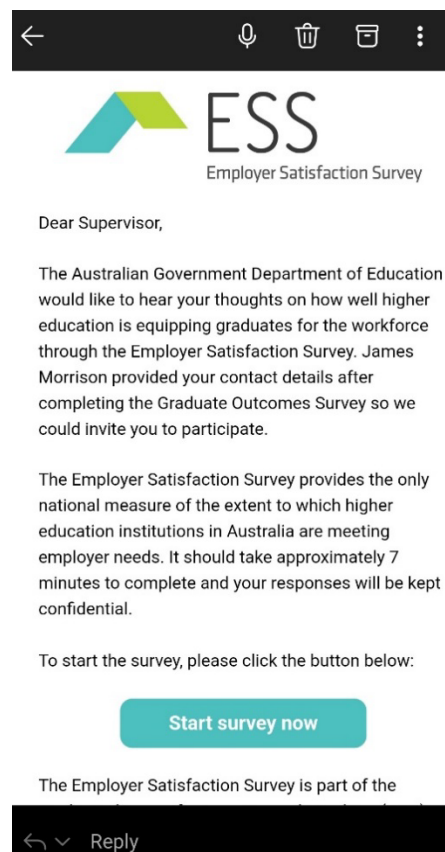 ESS
Employer Satisfaction Survey
Dear Supervisor,
The Australian Government Department of Education
would like to hear your thoughts on how well higher
education is equipping graduates for the workforce
through the Employer Satisfaction Survey. James
Morrison provided your contact details after
completing the Graduate Outcomes Survey so we
could invite you to participate.
The Employer Satisfaction Survey provides the only
national measure of the extent to which higher
education institutions in Australia are meeting
employer needs. It should take approximately 7
minutes to complete and your responses will be kept
confidential.
To start the survey, please click the button below:
Start survey now
The Employer Satisfaction Survey is part of the
Reply